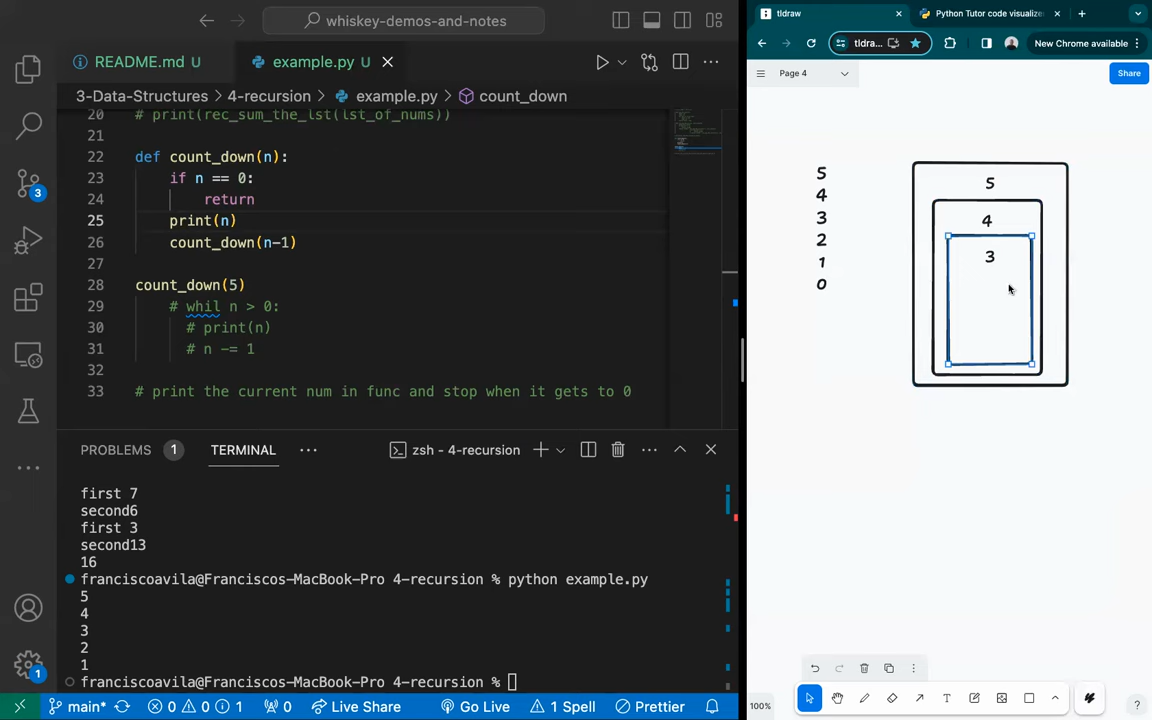 whiskey-demos-and-notes
README.md U
example.py U
3-Data-Structures > 4-recursion > example.py > count_down
20 # print(rec_sum_the_lst(lst_of_nums))
21
22 def count_down(n):
23 if n == 0:
24 return
25 print(n)
26 count_down(n-1)
27
28 count_down(5)
29 # whil n > 0:
30 # print(n)
31 # n -= 1
32
33 # print the current num in func and stop when it gets to 0
PROBLEMS 1 TERMINAL ... zsh - 4-recursion
first 7
second6
first 3
second13
16
franciscoavila@Franciscos-MacBook-Pro 4-recursion % python example.py
5
4
3
2
1
franciscoavila@Franciscos-MacBook-Pro 4-recursion %
3
1
main* 0 0 1 0 Live Share Go Live 1 Spell Prettier
tldraw
Python Tutor code visualize
tldraw...
New Chrome available
Page 4
Share
5
4
3
2
1
0
5
4
3
100%
T
?